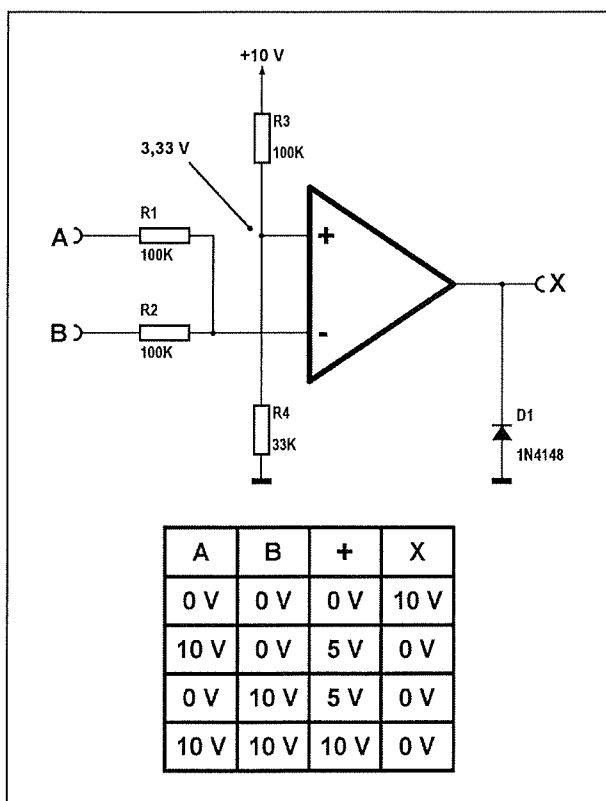 +10 V
R3
100K
3,33 V
R1
100K
A
+
X
B
R2
100K
-
R4
33K
D1
1N4148
A B + X
0 V 0 V 0 V 10 V
10 V 0 V 5 V 0 V
0 V 10 V 5 V 0 V
10 V 10 V 10 V 0 V